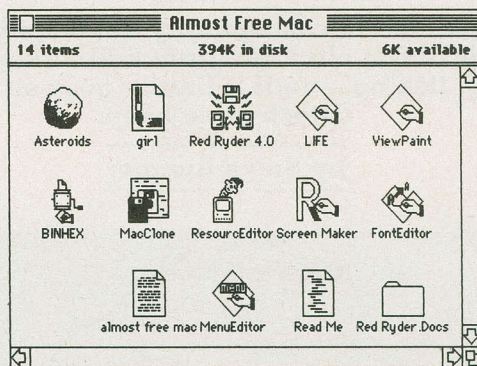 Almost Free Mac
14 items 394K in disk 6K available
Asteroids girl Red Ryder 4.0 LIFE ViewPaint
BINHEX MacClone ResourcEditor Screen Maker FontEditor
menu
almost free mac MenuEditor Read Me Red Ryder.Docs